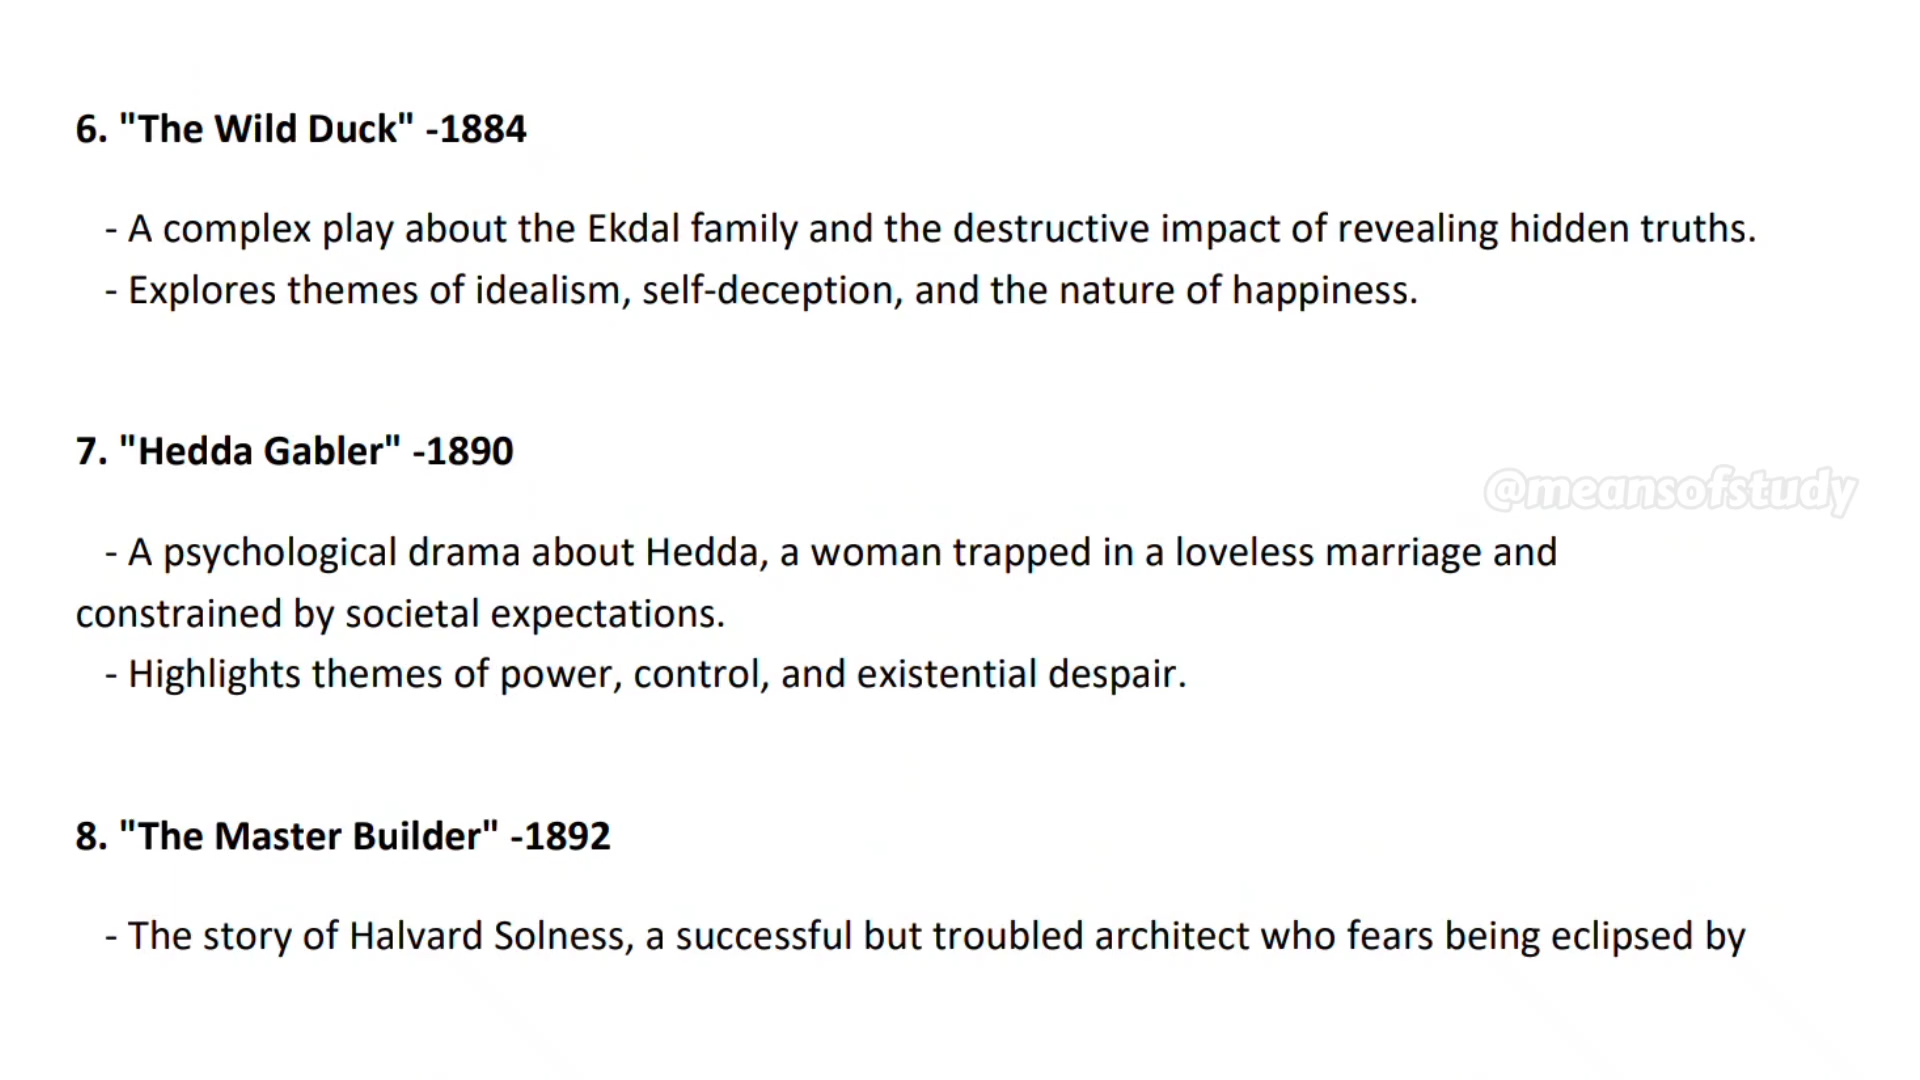 6. "The Wild Duck" -1884
- A complex play about the Ekdal family and the destructive impact of revealing hidden truths.
- Explores themes of idealism, self-deception, and the nature of happiness.
7. "Hedda Gabler" -1890
@meansofstudy
- A psychological drama about Hedda, a woman trapped in a loveless marriage and
constrained by societal expectations.
- Highlights themes of power, control, and existential despair.
8. "The Master Builder" -1892
- The story of Halvard Solness, a successful but troubled architect who fears being eclipsed by